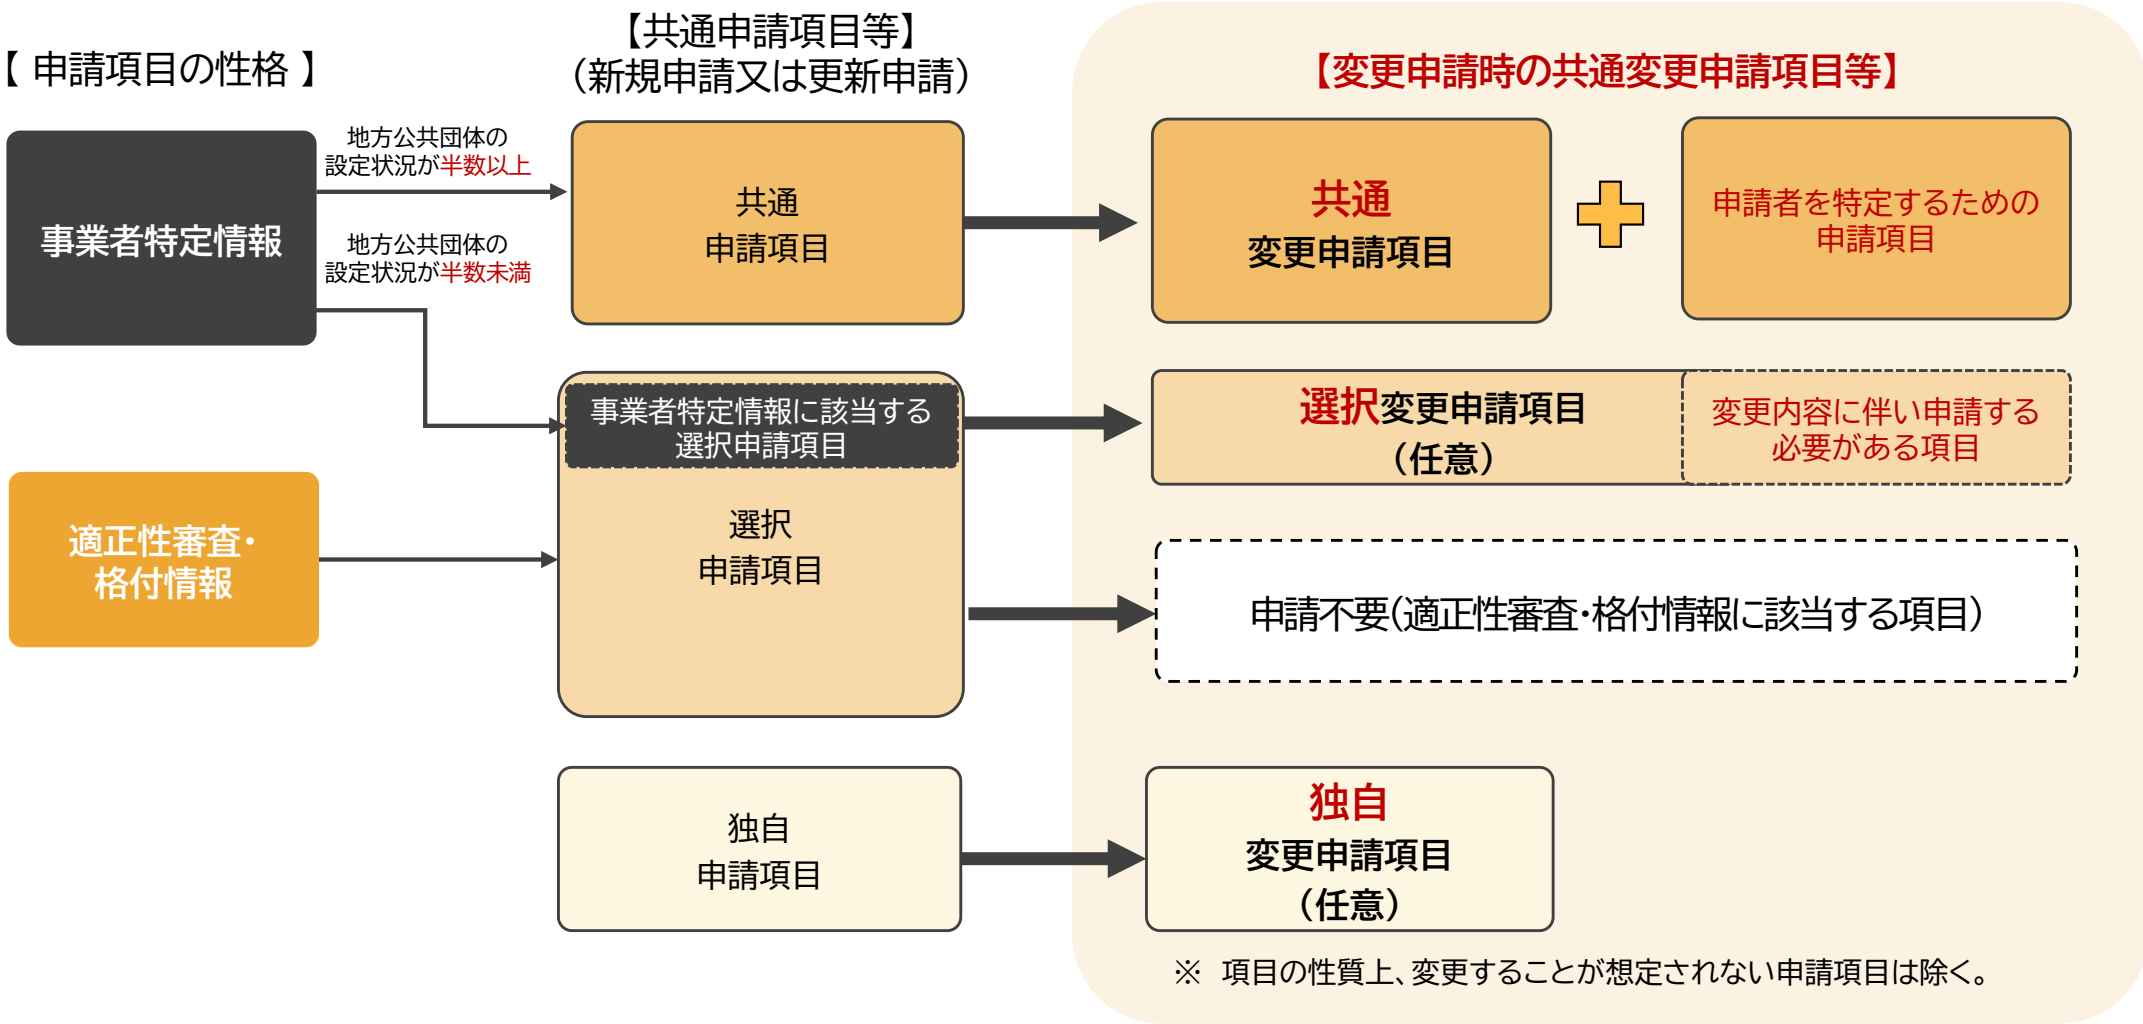 【 申請項目の性格 】
【共通申請項目等】
（新規申請又は更新申請）
【変更申請時の共通変更申請項目等】
事業者特定情報
地方公共団体の
設定状況が半数以上
地方公共団体の
設定状況が半数未満
共通
申請項目
共通
変更申請項目
申請者を特定するための
申請項目
事業者特定情報に該当する
選択申請項目
選択変更申請項目
（任意）
変更内容に伴い申請する
必要がある項目
適正性審査・
格付情報
選択
申請項目
申請不要（適正性審査・格付情報に該当する項目）
独自
申請項目
独自
変更申請項目
（任意）
※ 項目の性質上、変更することが想定されない申請項目は除く。